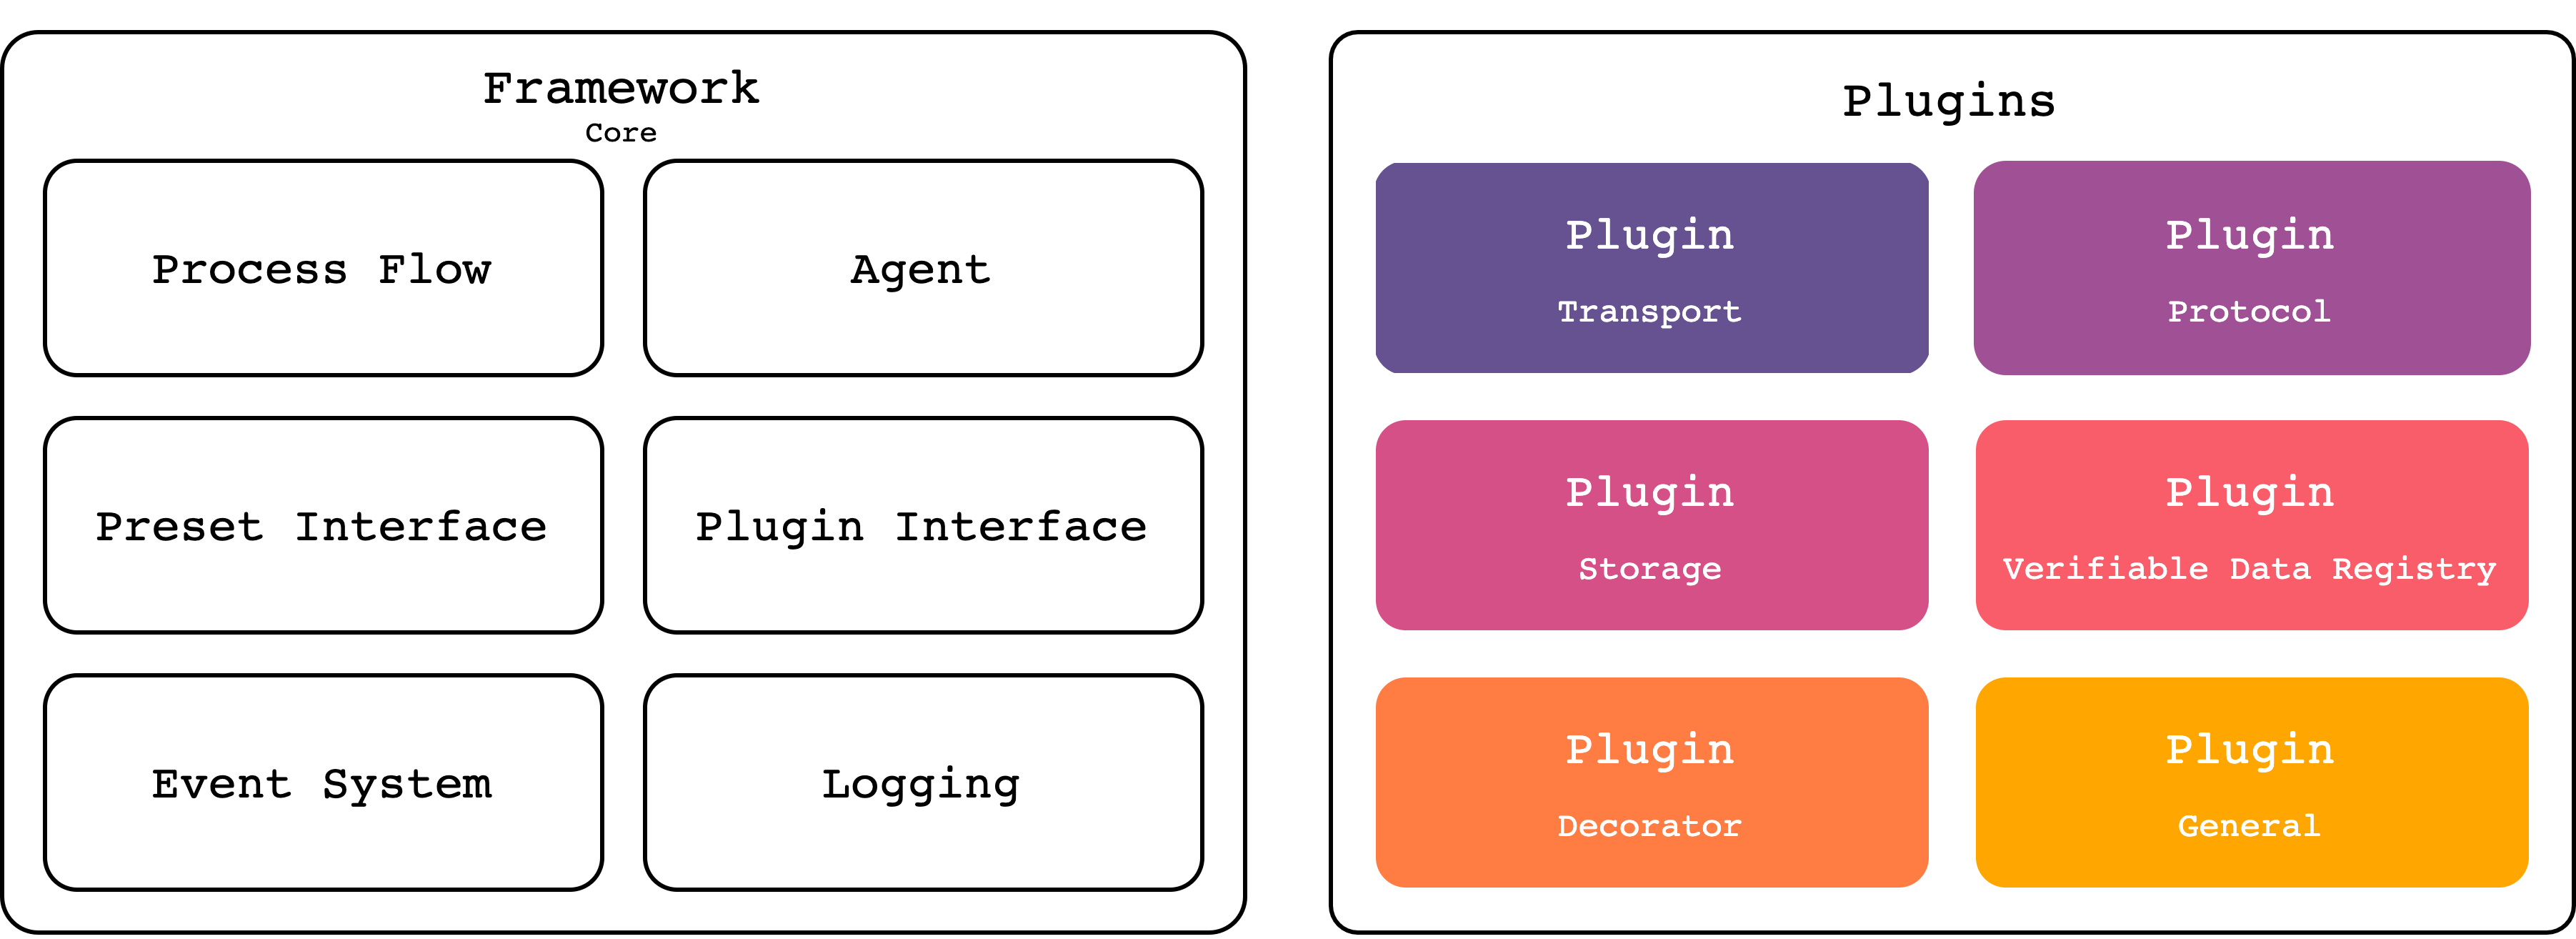 Framework
Core
Process Flow
Agent
Preset Interface
Plugin Interface
Event System
Logging
Plugins
Plugin
Transport
Plugin
Protocol
Plugin
Storage
Plugin
Verifiable Data Registry
Plugin
Decorator
Plugin
General